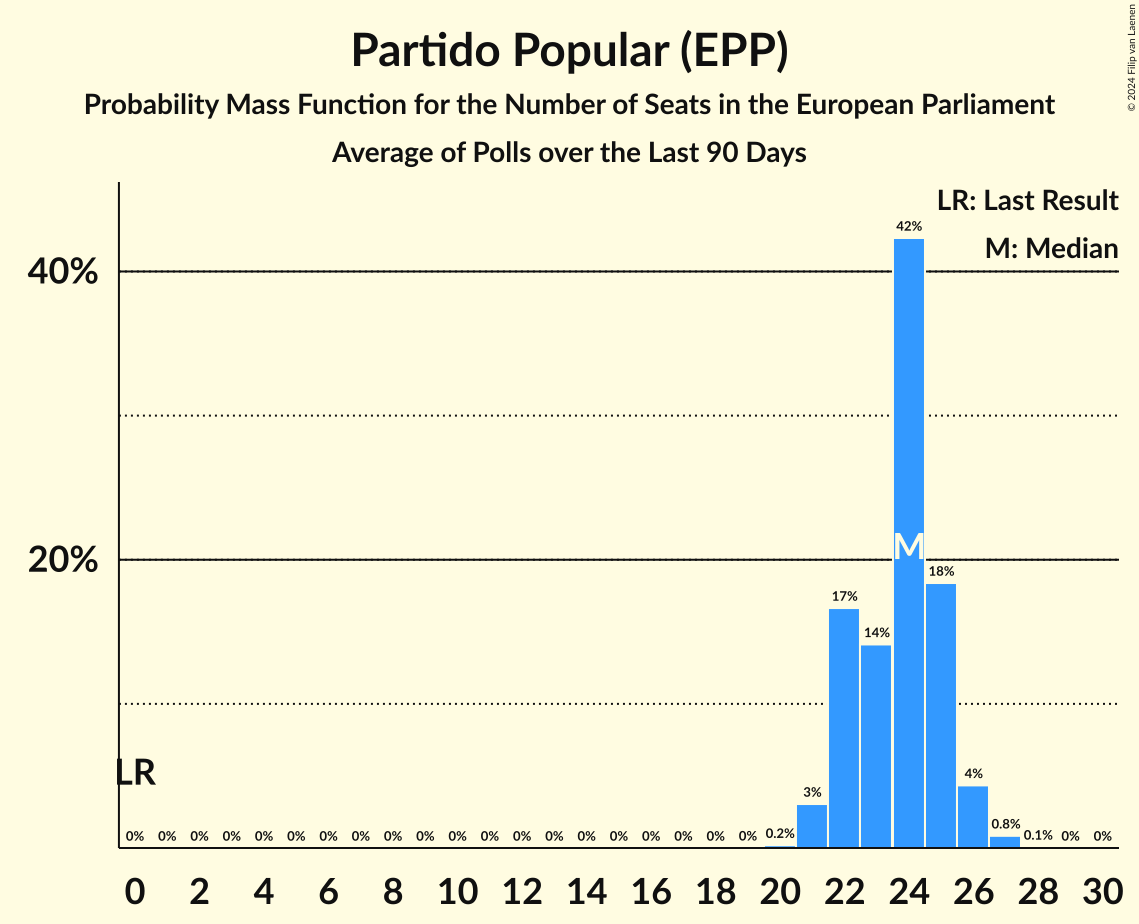 Partido Popular (EPP)
Probability Mass Function for the Number of Seats in the European Parliament
Average of Polls over the Last 90 Days
© 2024 Filip van Laenen
LR: Last Result
M: Median
40%
20%
LR
M
0% 0% 0% 0% 0% 0% 0% 0% 0% 0% 0% 0% 0% 0% 0% 0% 0% 0% 0% 0% 0.2% 3% 17% 14% 42% 18% 4% 0.8% 0.1% 0% 0%
0 2 4 6 8 10 12 14 16 18 20 22 24 26 28 30